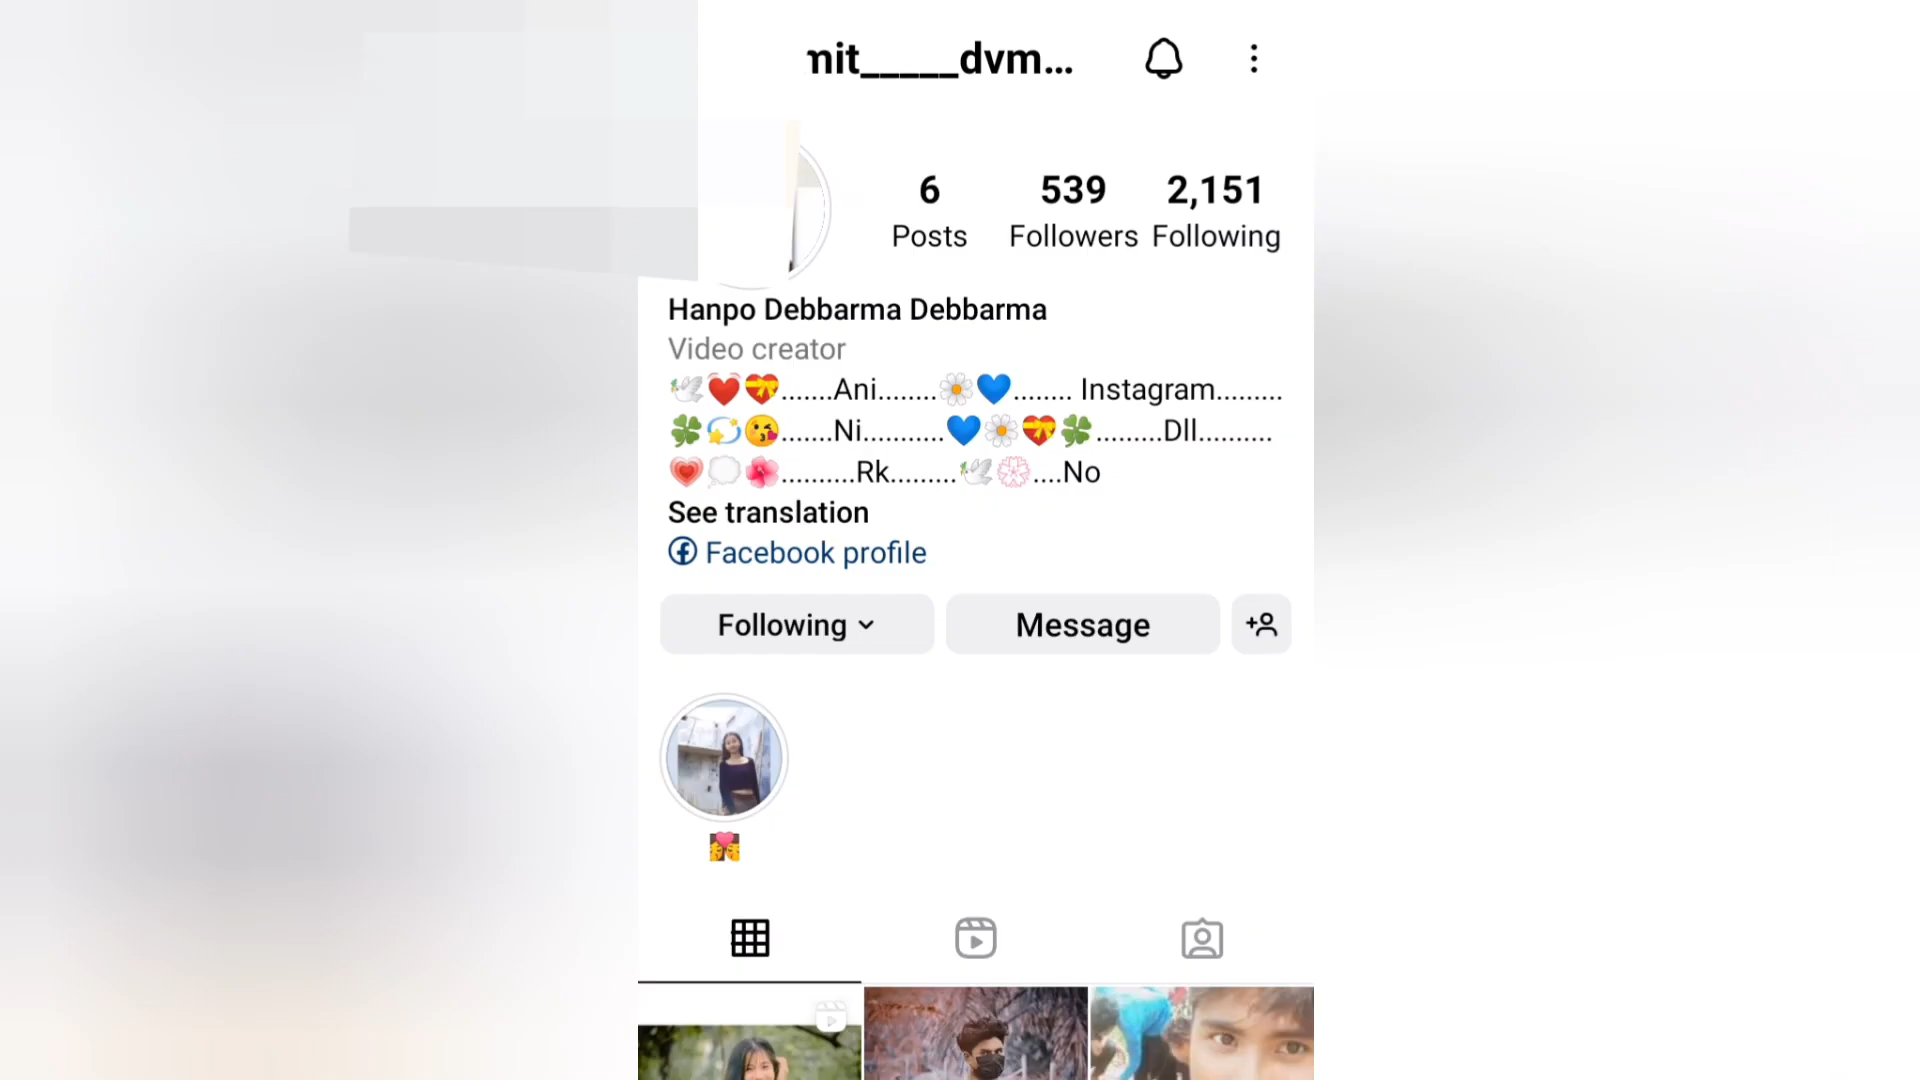 mit_____dvm...
6 539 2,151
Posts Followers Following
Hanpo Debbarma Debbarma
Video creator
🕊️💓💝.......Ani........🌼💙........ Instagram.........
🍀💫😘.......Ni...........💙🌼💝🍀.........Dll..........
💗💭🌺..........Rk.........🕊️💮....No
See translation
Facebook profile
Following Message